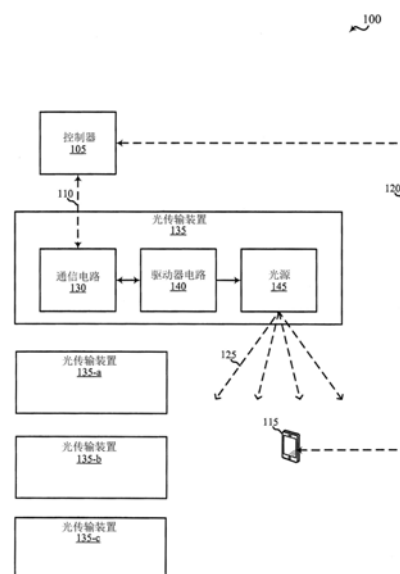 100
控制器
105
110
120
光传输装置
135
通信电路
130
驱动器电路
140
光源
145
125
光传输装置
135-a
115
光传输装置
135-b
光传输装置
135-c